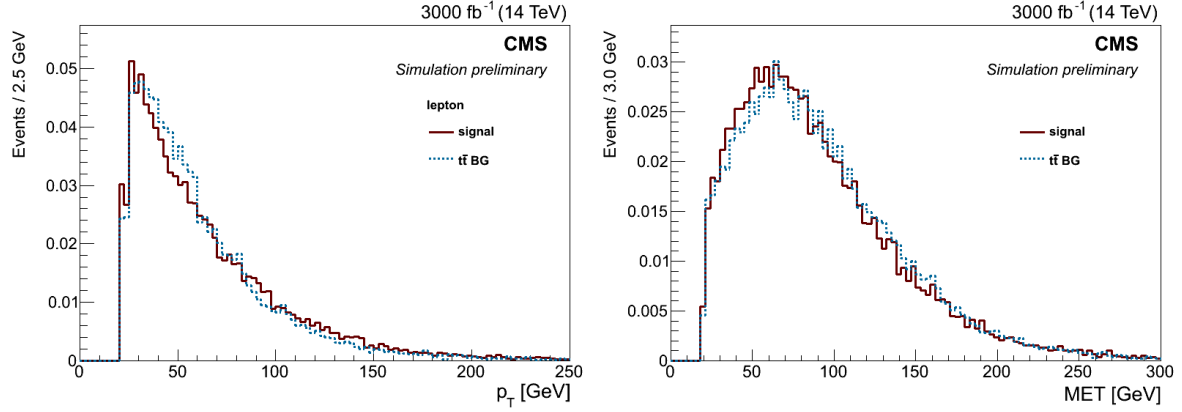 3000 fb⁻¹ (14 TeV)
Events / 2.5 GeV
CMS
Simulation preliminary
lepton
signal
tt̄ BG
0.05
0.04
0.03
0.02
0.01
0
0 50 100 150 200 250
p_T [GeV]
3000 fb⁻¹ (14 TeV)
Events / 3.0 GeV
CMS
Simulation preliminary
signal
tt̄ BG
0.03
0.025
0.02
0.015
0.01
0.005
0
0 50 100 150 200 250 300
MET [GeV]